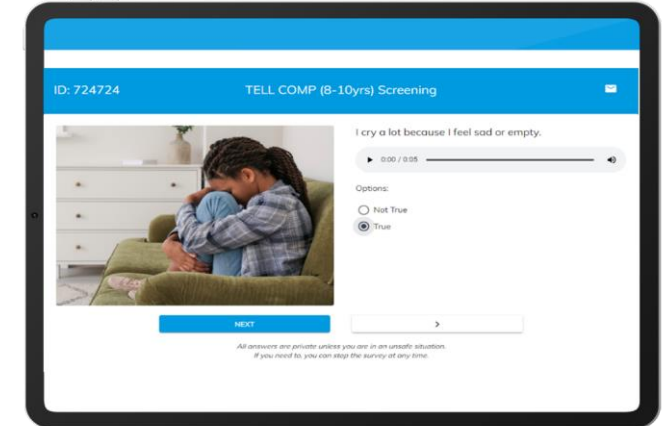 ID: 724724
TELL COMP (8-10yrs) Screening
I cry a lot because I feel sad or empty.
0:00 / 0:05
Options:
Not True
True
NEXT
All answers are private unless you are in an unsafe situation.
If you need to, you can stop the survey at any time.